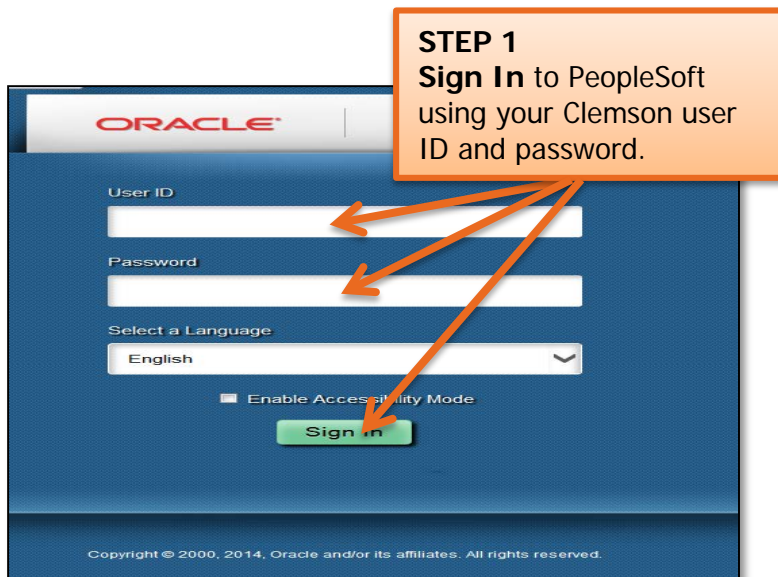 STEP 1
Sign In to PeopleSoft
using your Clemson user
ID and password.
ORACLE
User ID
Password
Select a Language
English
Enable Accessibility Mode
Sign In
Copyright © 2000, 2014, Oracle and/or its affiliates. All rights reserved.